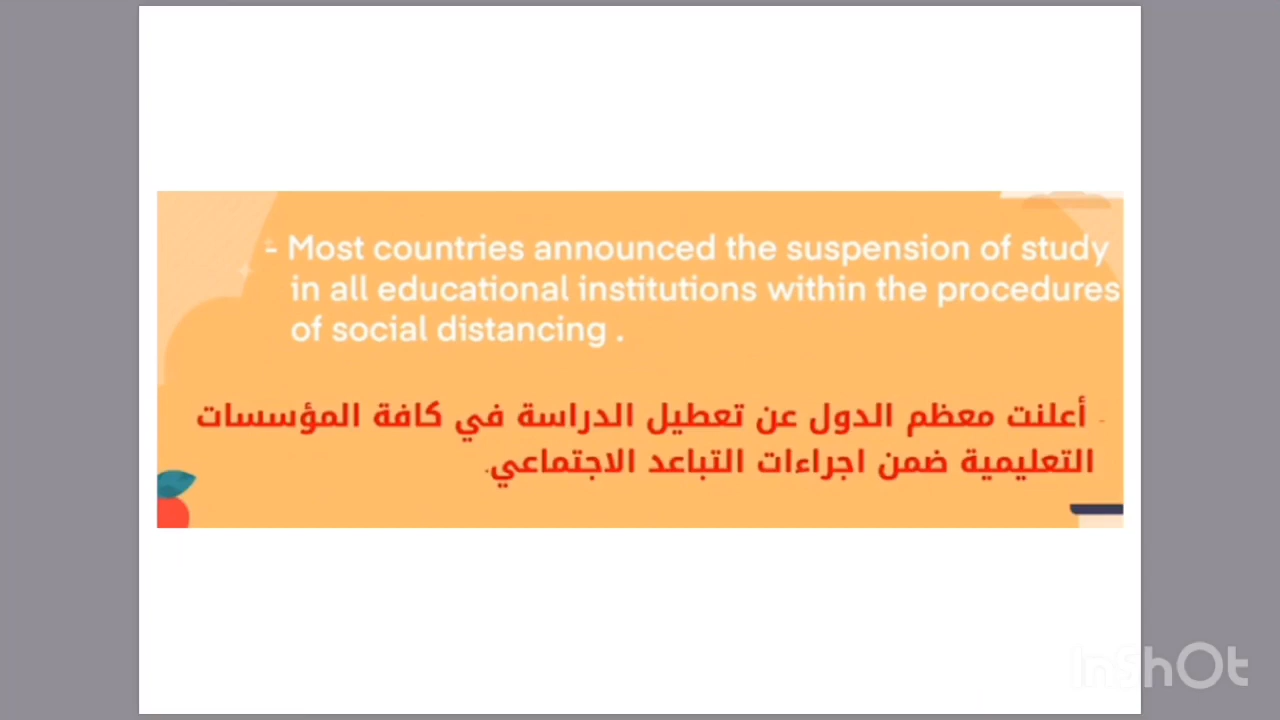 - Most countries announced the suspension of study
in all educational institutions within the procedures
of social distancing .
- أعلنت معظم الدول عن تعطيل الدراسة في كافة المؤسسات
التعليمية ضمن اجراءات التباعد الاجتماعي.
InShOt